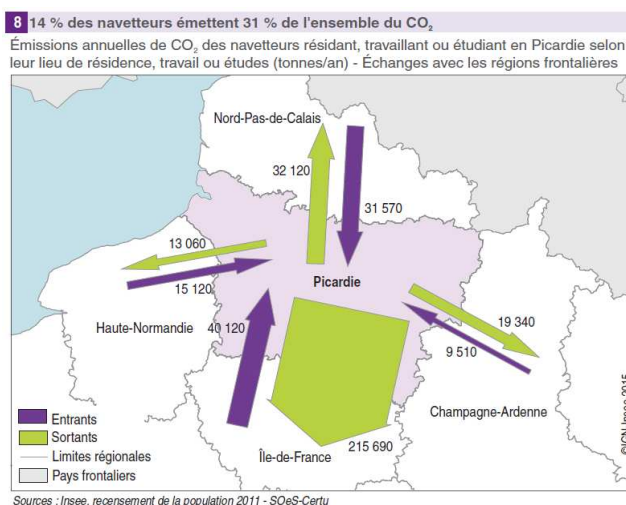 8 14 % des navetteurs émettent 31 % de l'ensemble du CO₂
Émissions annuelles de CO₂ des navetteurs résidant, travaillant ou étudiant en Picardie selon
leur lieu de résidence, travail ou études (tonnes/an) - Échanges avec les régions frontalières
Nord-Pas-de-Calais
32 120
31 570
13 060
15 120
Picardie
Haute-Normandie
40 120
19 340
9 510
Champagne-Ardenne
Île-de-France
215 690
Entrants
Sortants
Limites régionales
Pays frontaliers
©IGN-Insee 2015
Sources : Insee, recensement de la population 2011 - SOeS-Certu